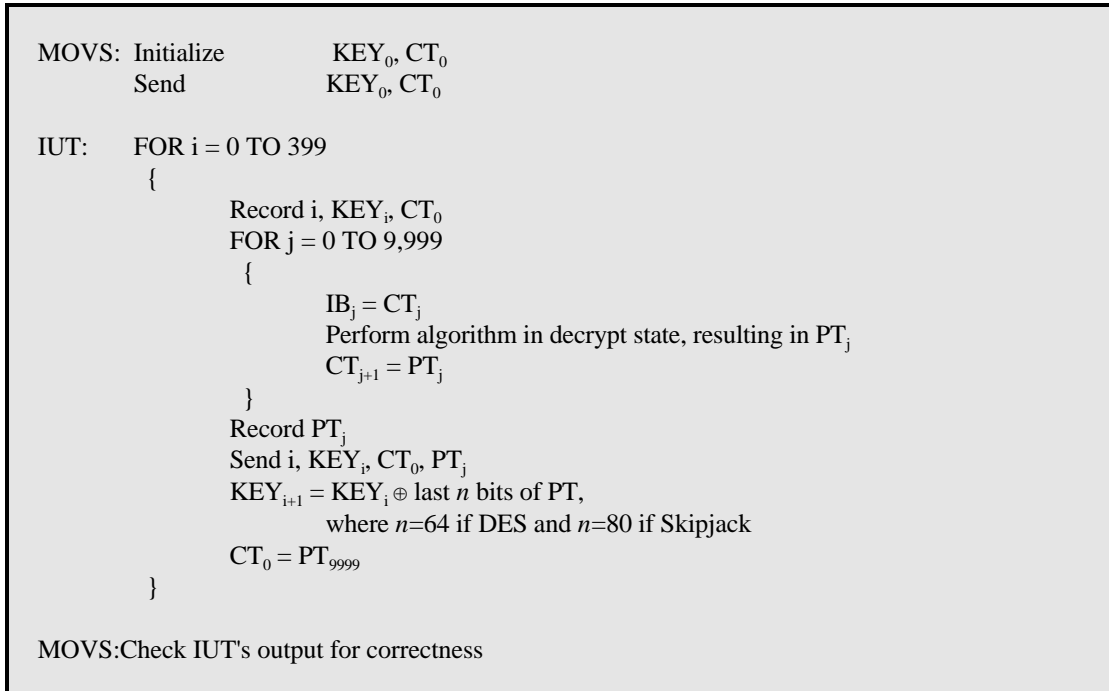 MOVS: Initialize KEY₀, CT₀
Send KEY₀, CT₀
IUT: FOR i = 0 TO 399
{
Record i, KEYᵢ, CT₀
FOR j = 0 TO 9,999
{
IBⱼ = CTⱼ
Perform algorithm in decrypt state, resulting in PTⱼ
CTⱼ₊₁ = PTⱼ
}
Record PTⱼ
Send i, KEYᵢ, CT₀, PTⱼ
KEYᵢ₊₁ = KEYᵢ ⊕ last n bits of PT,
where n=64 if DES and n=80 if Skipjack
CT₀ = PT₉₉₉₉
}
MOVS:Check IUT's output for correctness